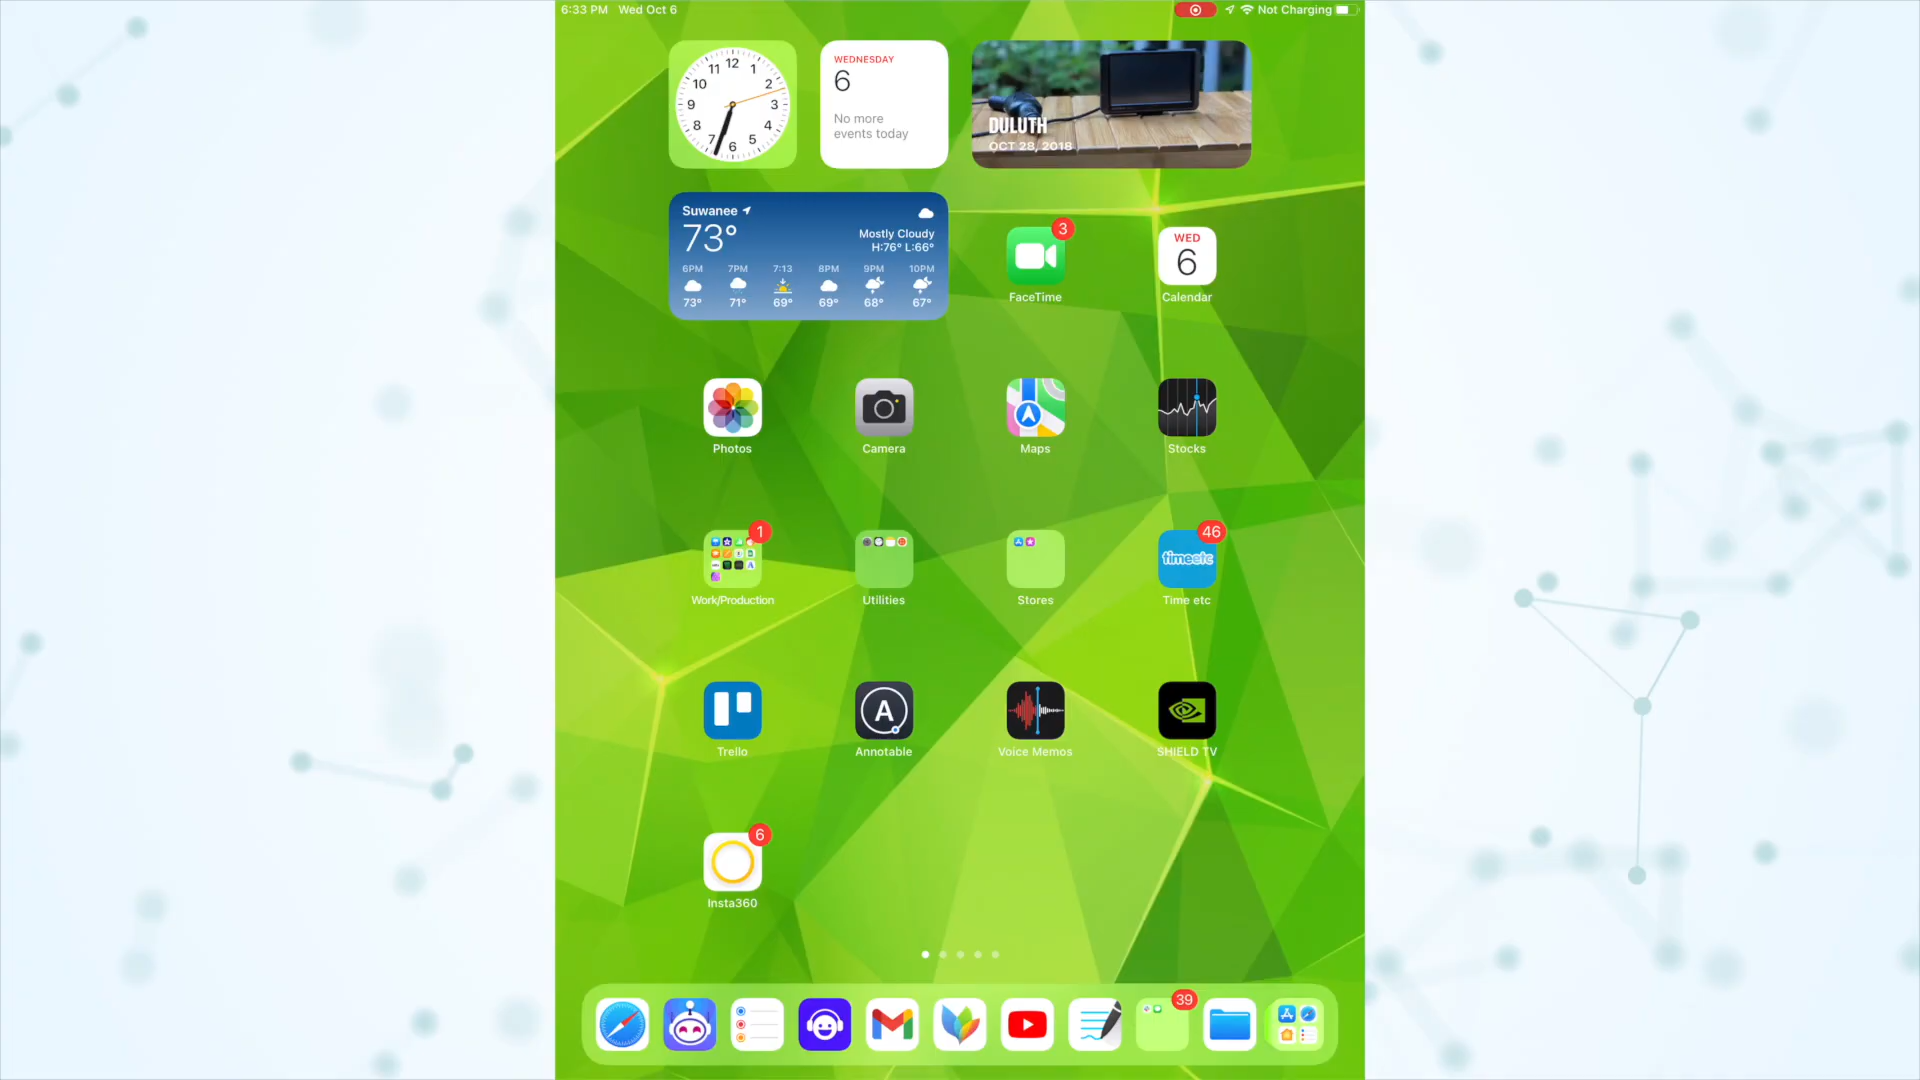 6:33 PM Wed Oct 6
Not Charging
12
11 1
10 2
9 3
8 4
7 5
6
WEDNESDAY
6
No more
events today
DULUTH
OCT 28, 2018
Suwanee
73°
Mostly Cloudy
H:76° L:66°
6PM 7PM 7:13 8PM 9PM 10PM
73° 71° 69° 69° 68° 67°
3
FaceTime
WED
6
Calendar
Photos
Camera
Maps
Stocks
1
Work/Production
Utilities
Stores
46
timeetc
Time etc
Trello
A
Annotable
Voice Memos
SHIELD TV
6
Insta360
39